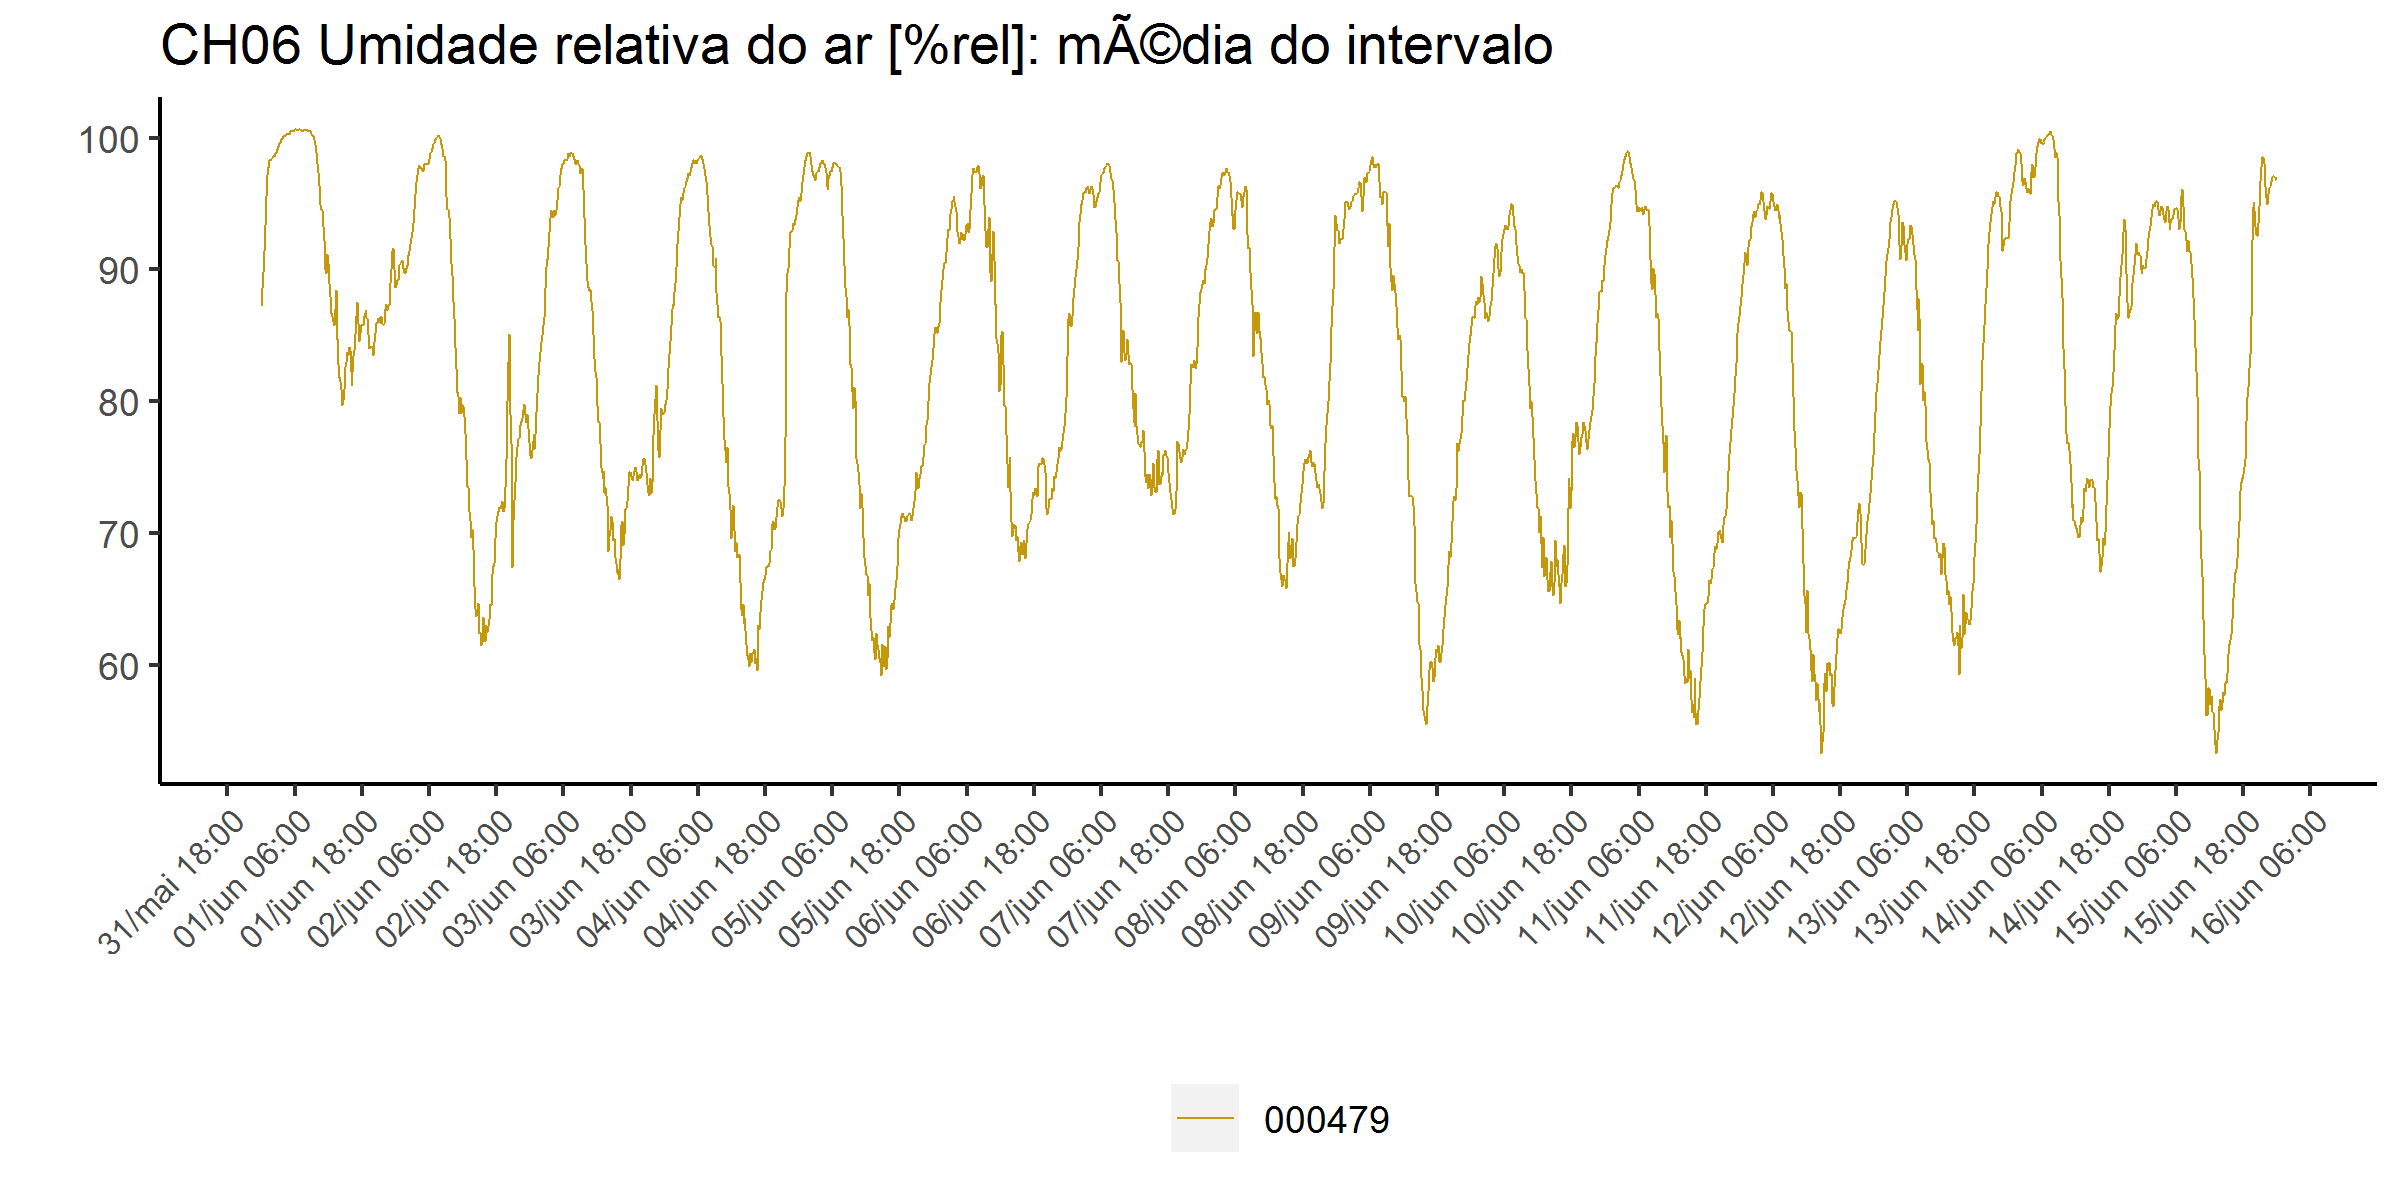 CH06 Umidade relativa do ar [%rel]: mÃ©dia do intervalo
100
90
80
70
60
31/mai 18:00
01/jun 06:00
01/jun 18:00
02/jun 06:00
02/jun 18:00
03/jun 06:00
03/jun 18:00
04/jun 06:00
04/jun 18:00
05/jun 06:00
05/jun 18:00
06/jun 06:00
06/jun 18:00
07/jun 06:00
07/jun 18:00
08/jun 06:00
08/jun 18:00
09/jun 06:00
09/jun 18:00
10/jun 06:00
10/jun 18:00
11/jun 06:00
11/jun 18:00
12/jun 06:00
12/jun 18:00
13/jun 06:00
13/jun 18:00
14/jun 06:00
14/jun 18:00
15/jun 06:00
15/jun 18:00
16/jun 06:00
000479